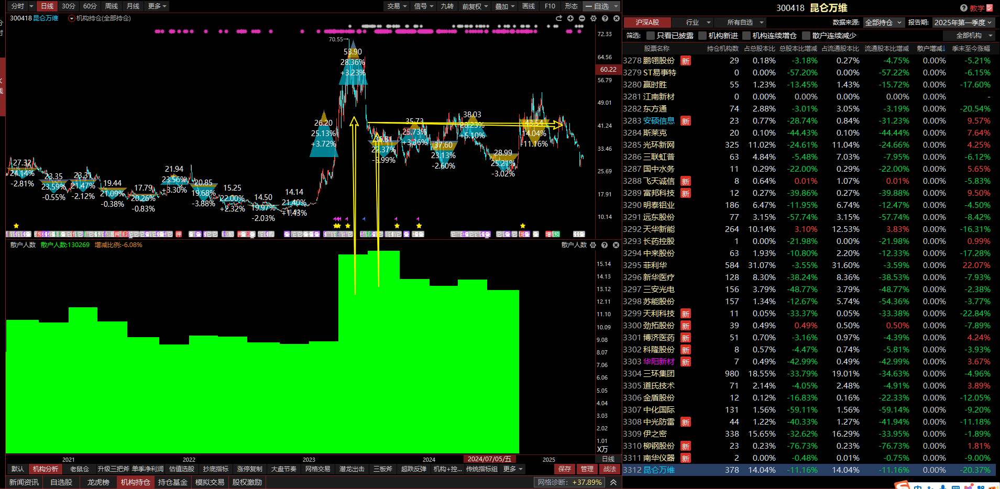 分时 日线 30分 60分 周线 月线 更多 交易 信号 九转 前复权 叠加 画线 F10 形态 一自选
300418 昆仑万维 机构持仓(全部持仓)
70.55
53.90
28.36%
+3.23%
26.20
25.13%
+3.72%
38.03
28.23%
+5.10%
35.73
25.73%
+3.36%
22.37%
37.60
23.13%
-2.60%
28.99
25.21%
-3.02%
14.04%
-11.16%
27.32
24.14%
-2.81%
23.35
23.59%
-0.55%
23.31
21.47%
-2.12%
19.44
21.09%
-0.38%
17.79
20.26%
-0.83%
21.94
23.56%
+3.30%
20.85
19.68%
-3.88%
15.25
22.00%
+2.32%
14.50
19.97%
-2.03%
14.14
21.40%
+1.43%
72.33
64.56
60.22
56.79
49.01
41.24
33.46
25.69
17.91
10.14
散户人数 散户人数:130269 增减比例:-6.08% 散户人数
15.14
14.13
13.12
12.11
11.10
10.09
9.08
8.07
7.06
6.06
5.05
4.04
3.03
2.02
1.01
X万
2021 2022 2023 2024 2024/07/05/五 2025 日线
默认 机构分析 老鼠仓 升级三把斧 单季净利润 估值选股 抄底指标 涨停复制 大盘节奏 网格交易 潜龙出击 三板斧 超跌反弹 机构+控... 传统指标组 更多 保存 管理 战法
新闻资讯 自选股 龙虎榜 机构持仓 持仓基金 模拟交易 股权激励 网格诊断: +37.89%
300418 昆仑万维 教学
沪深A股 行业 所有自选 数据来源: 全部持仓 报告期: 2025年第一季度
筛选: 只看已披露 机构新进 机构连续增仓 散户连续减少 全部机构
股票名称 持仓机构数 占总股本比 总股本比增减 占流通股本比 流通股本比增减 散户增减↓ 季末至今涨幅
3278 鹏翎股份 新 29 0.18% -3.18% 0.27% -4.75% 0.00% -5.21%
3279 ST易事特 0 0.00% -57.20% 0.00% -57.22% 0.00% -6.15%
3280 赢时胜 55 1.23% -13.45% 1.43% -15.72% 0.00% -17.60%
3281 江南新材 0 0.00% 0.00% 0.00% 0.00% 0.00% -
3282 东方通 74 2.88% -3.01% 3.05% -3.19% 0.00% -20.54%
3283 安硕信息 新 23 0.77% -28.74% 0.84% -31.23% 0.00% 9.57%
3284 斯莱克 20 0.10% -44.43% 0.10% -44.44% 0.00% 7.64%
3285 光环新网 325 11.02% -24.61% 11.04% -24.66% 0.00% 4.25%
3286 三联虹普 63 4.84% -5.48% 7.03% -7.95% 0.00% -6.12%
3287 国中水务 11 0.29% -22.00% 0.29% -22.00% 0.00% 5.65%
3288 飞天诚信 新 8 0.64% 0.01% 1.07% 0.01% 0.00% -5.83%
3289 富邦科技 新 12 0.27% -39.86% 0.27% -39.88% 0.00% 9.50%
3290 明泰铝业 186 6.47% -11.95% 6.74% -12.47% 0.00% -4.50%
3291 远东股份 77 3.15% -57.74% 3.15% -57.74% 0.00% -8.42%
3292 天华新能 264 10.14% 3.10% 12.53% 3.83% 0.00% -16.31%
3293 长药控股 1 0.00% -21.98% 0.00% -21.98% 0.00% 0.99%
3294 中来股份 63 1.93% -10.80% 2.20% -12.33% 0.00% -17.28%
3295 菲利华 584 31.07% -3.55% 31.60% -3.59% 0.00% 22.07%
3296 新华医疗 128 8.30% -38.24% 8.36% -38.53% 0.00% -7.93%
3297 三安光电 156 3.79% -48.77% 3.79% -48.77% 0.00% -2.38%
3298 苏能股份 157 1.34% -12.67% 5.74% -54.36% 0.00% -3.77%
3299 天利科技 新 11 0.05% -33.37% 0.05% -33.38% 0.00% -22.84%
3300 劲拓股份 新 39 0.49% 0.49% 0.50% 0.50% 0.00% -7.89%
3301 博济医药 新 51 0.70% -3.16% 0.97% -4.39% 0.00% 4.24%
3302 科隆股份 新 8 0.57% -4.47% 0.74% -5.81% 0.00% -3.93%
3303 华阳新材 新 7 0.49% -42.99% 0.49% -42.99% 0.00% 3.67%
3304 三环集团 980 18.55% -33.79% 19.01% -34.63% 0.00% -4.96%
3305 道氏技术 71 2.14% -4.05% 2.48% -4.91% 0.00% 3.89%
3306 金盾股份 12 0.12% -16.83% 0.16% -22.33% 0.00% -12.05%
3307 中化国际 131 1.56% -59.11% 1.56% -59.14% 0.00% -9.20%
3308 中光防雷 新 44 1.22% -40.33% 1.27% -41.94% 0.00% -11.18%
3309 伊之密 338 15.65% -32.62% 16.29% -33.95% 0.00% -1.89%
3310 柳钢股份 新 23 0.23% -76.73% 0.23% -76.73% 0.00% 1.81%
3311 南华仪器 新 2 0.00% -0.48% 0.01% -0.75% 0.00% -9.00%
3312 昆仑万维 378 14.04% -11.16% 14.04% -11.16% 0.00% -20.37%